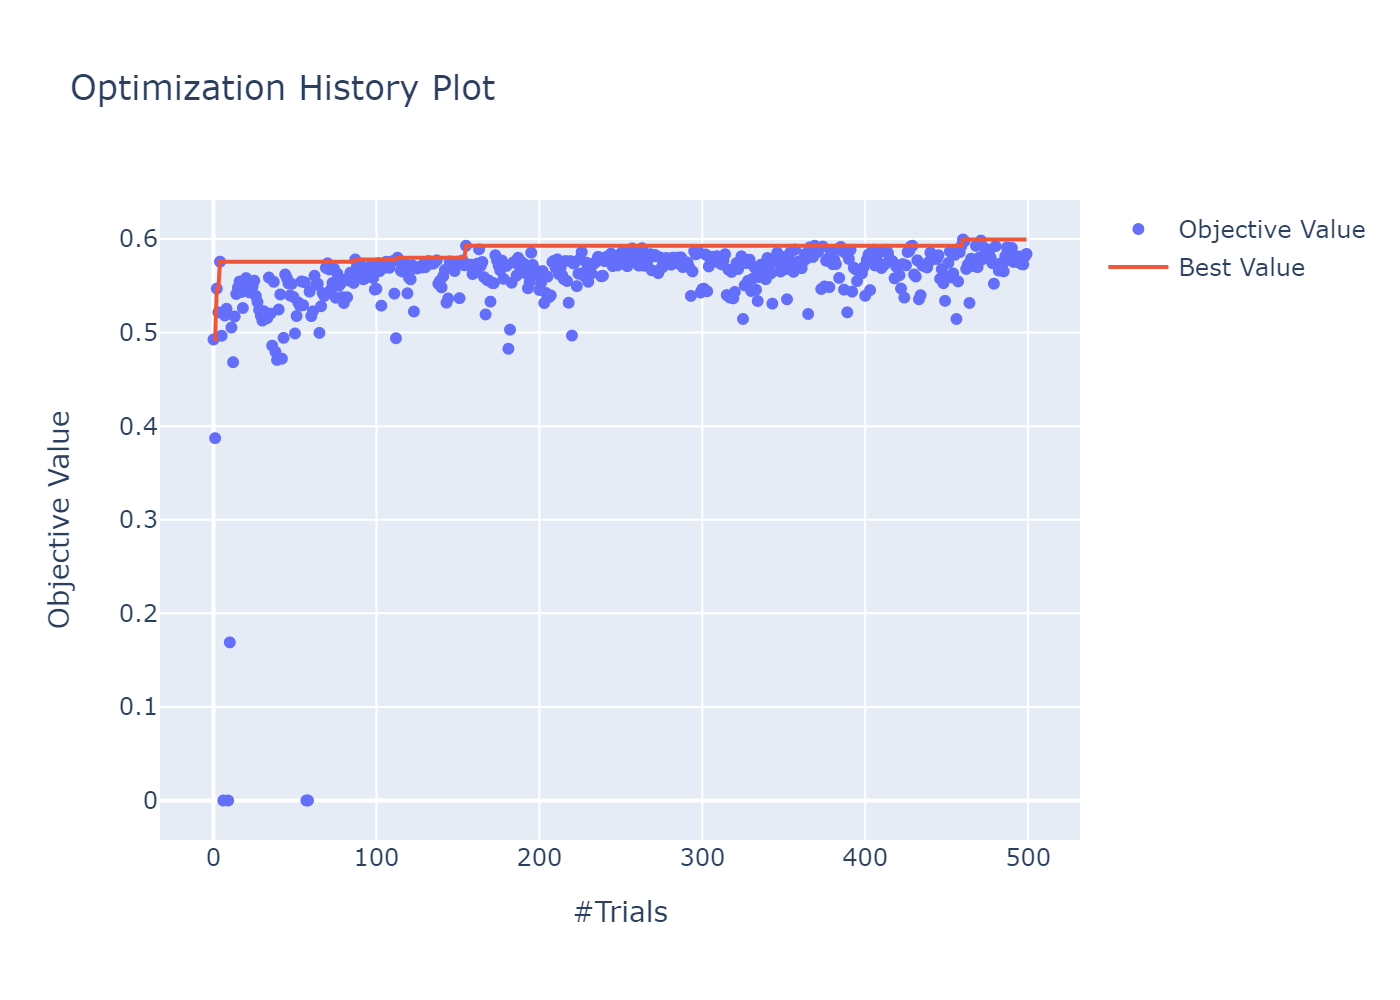 Optimization History Plot
Objective Value
Best Value
0.6
0.5
0.4
0.3
0.2
0.1
0
Objective Value
0 100 200 300 400 500
#Trials